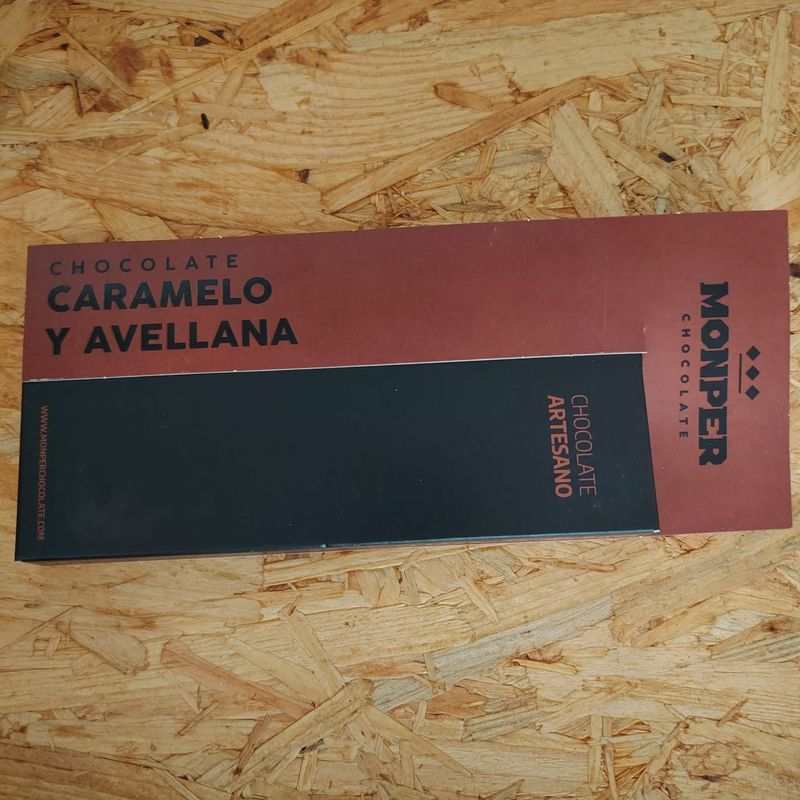 CHOCOLATE
CARAMELO
Y AVELLANA
MONPER
CHOCOLATE
CHOCOLATE
ARTESANO
WWW.MONPERCHOCOLATE.COM